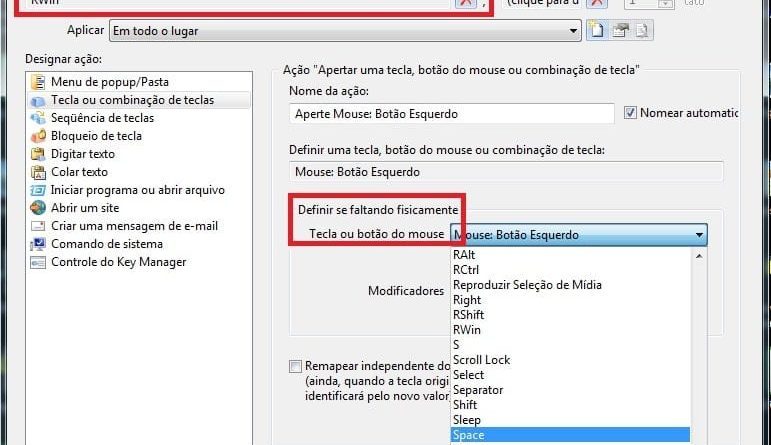 RWin
(clique para d
1
Aplicar
Em todo o lugar
Designar ação:
Menu de popup/Pasta
Tecla ou combinação de teclas
Seqüência de teclas
Bloqueio de tecla
Digitar texto
Colar texto
Iniciar programa ou abrir arquivo
Abrir um site
Criar uma mensagem de e-mail
Comando de sistema
Controle do Key Manager
Ação "Apertar uma tecla, botão do mouse ou combinação de tecla"
Nome da ação:
Aperte Mouse: Botão Esquerdo
Nomear automatic
Definir uma tecla, botão do mouse ou combinação de tecla:
Mouse: Botão Esquerdo
Definir se faltando fisicamente
Tecla ou botão do mouse
Mouse: Botão Esquerdo
RAlt
RCtrl
Reproduzir Seleção de Mídia
Right
RShift
RWin
S
Scroll Lock
Select
Separator
Shift
Sleep
Space
Modificadores
Remapear independente do
(ainda, quando a tecla origi
identificará pelo novo valor